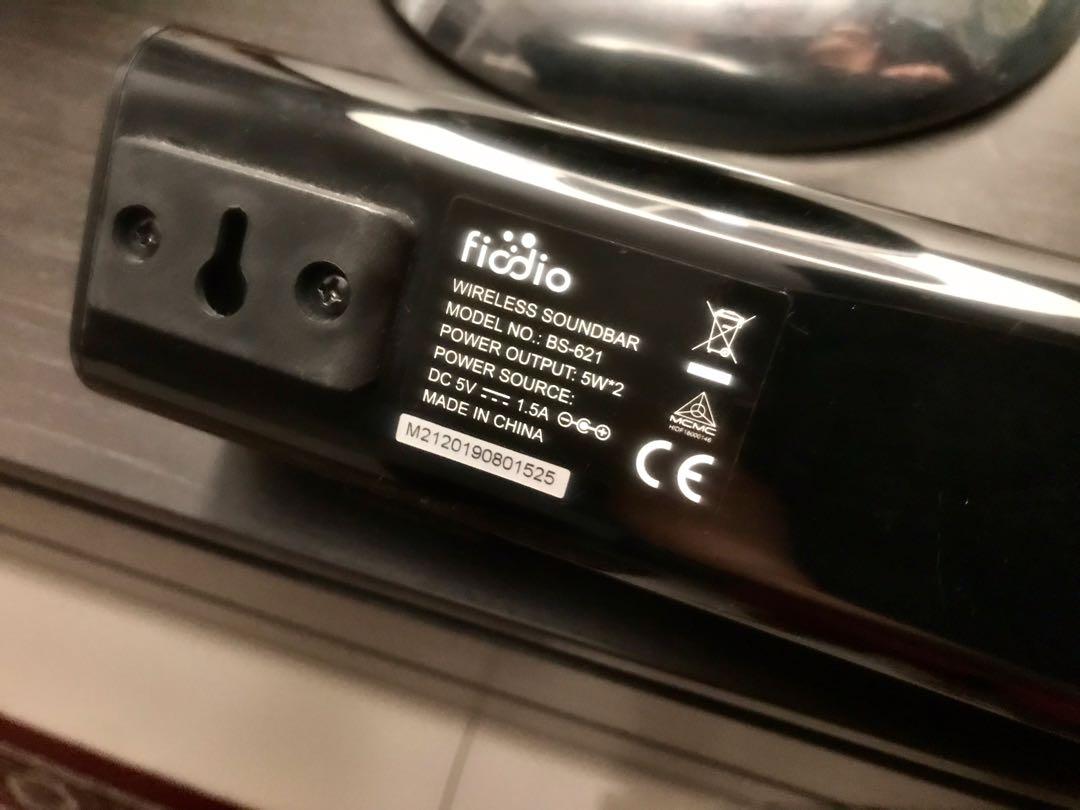 fiodio
WIRELESS SOUNDBAR
MODEL NO.: BS-621
POWER OUTPUT: 5W*2
POWER SOURCE:
DC 5V ⎓ 1.5A
MADE IN CHINA
M2120190801525
MCMC
HIDF16000146
CE